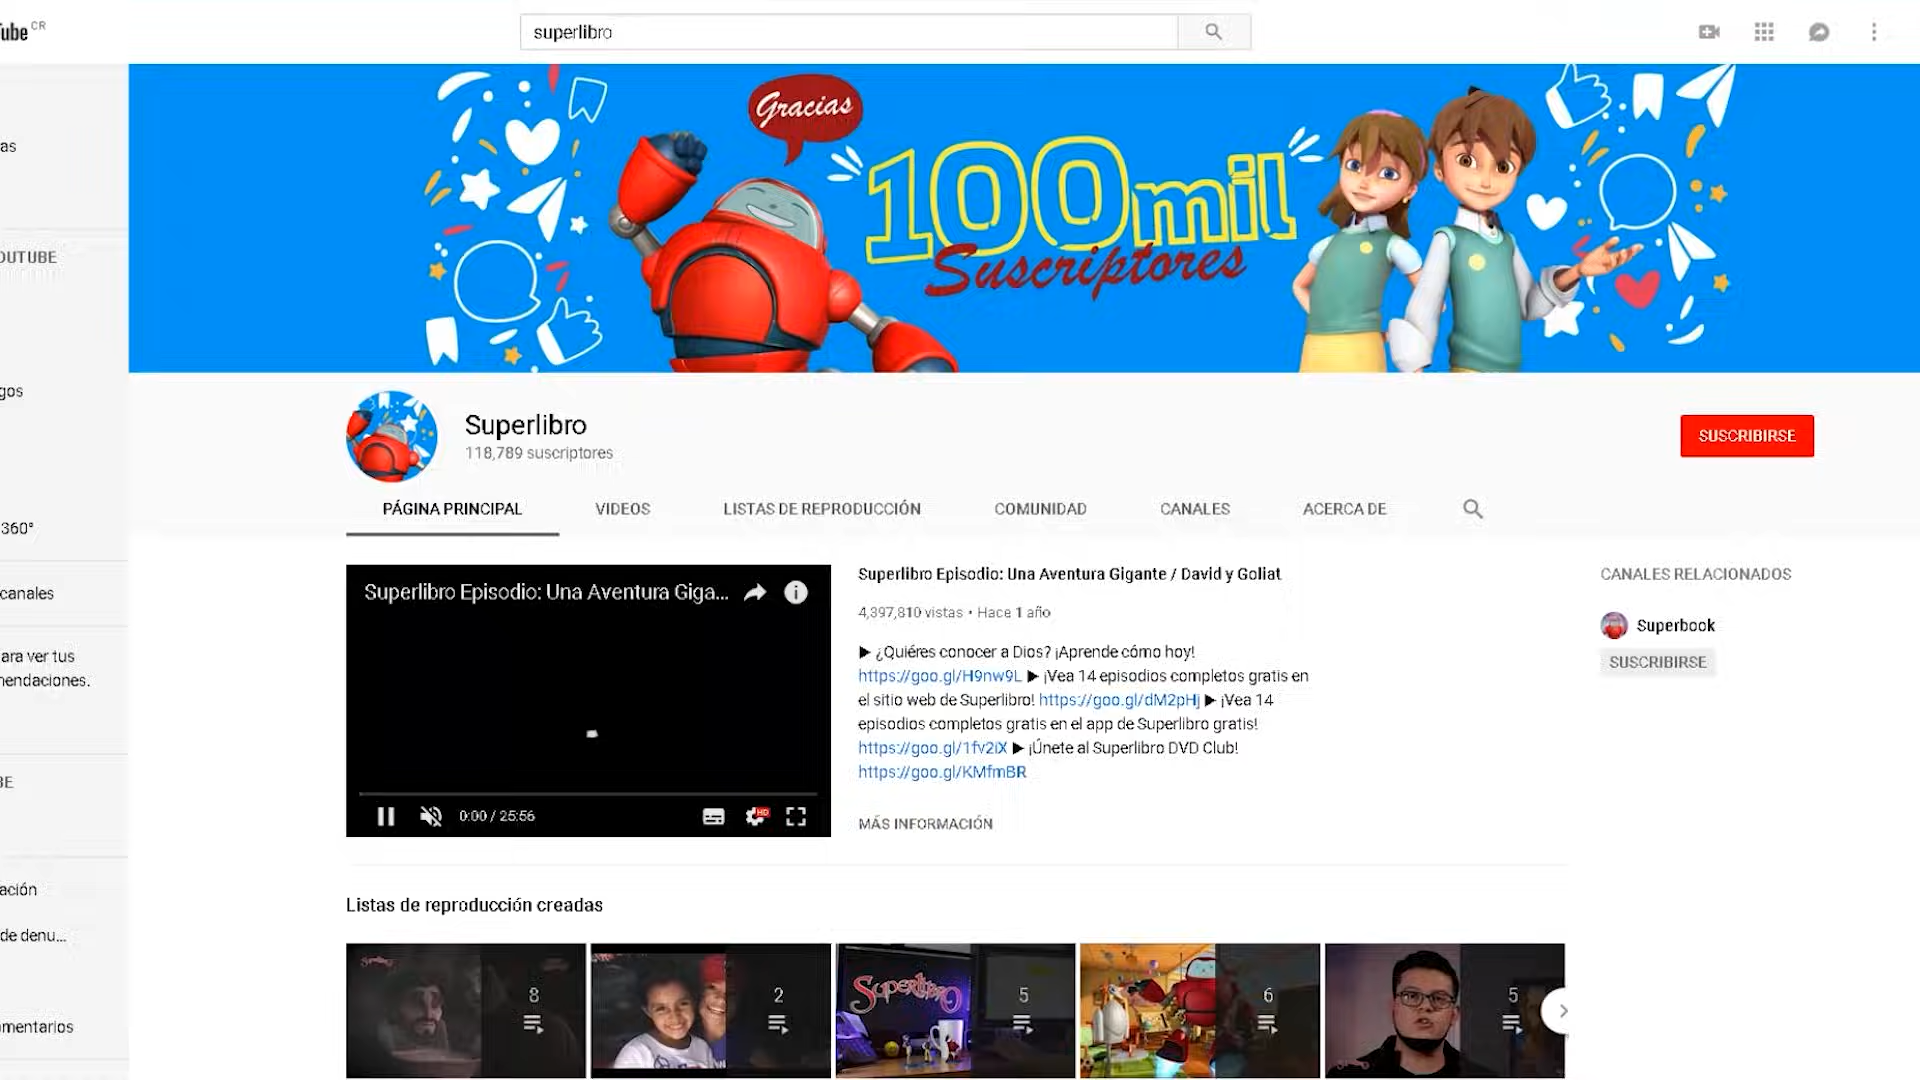 ube CR
superlibro
Gracias
100mil
Suscriptores
as
OUTUBE
gos
360°
canales
ara ver tus
nendaciones.
BE
ación
de denu...
mentarios
Superlibro
118,789 suscriptores
SUSCRIBIRSE
PÁGINA PRINCIPAL VIDEOS LISTAS DE REPRODUCCIÓN COMUNIDAD CANALES ACERCA DE
Superlibro Episodio: Una Aventura Giga...
0:00 / 25:56
HD
Superlibro Episodio: Una Aventura Gigante / David y Goliat
4,397,810 vistas • Hace 1 año
▶ ¿Quiéres conocer a Dios? ¡Aprende cómo hoy!
https://goo.gl/H9nw9L ▶ ¡Vea 14 episodios completos gratis en
el sitio web de Superlibro! https://goo.gl/dM2pHj ▶ ¡Vea 14
episodios completos gratis en el app de Superlibro gratis!
https://goo.gl/1fv2iX ▶ ¡Únete al Superlibro DVD Club!
https://goo.gl/KMfmBR
MÁS INFORMACIÓN
CANALES RELACIONADOS
Superbook
SUSCRIBIRSE
Listas de reproducción creadas
8
2
Superlibro
5
6
5